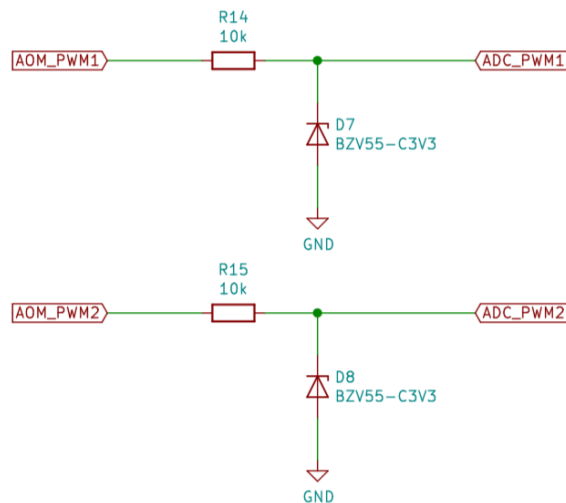 R14
10k
AOM_PWM1
ADC_PWM1
D7
BZV55-C3V3
GND
R15
10k
AOM_PWM2
ADC_PWM2
D8
BZV55-C3V3
GND